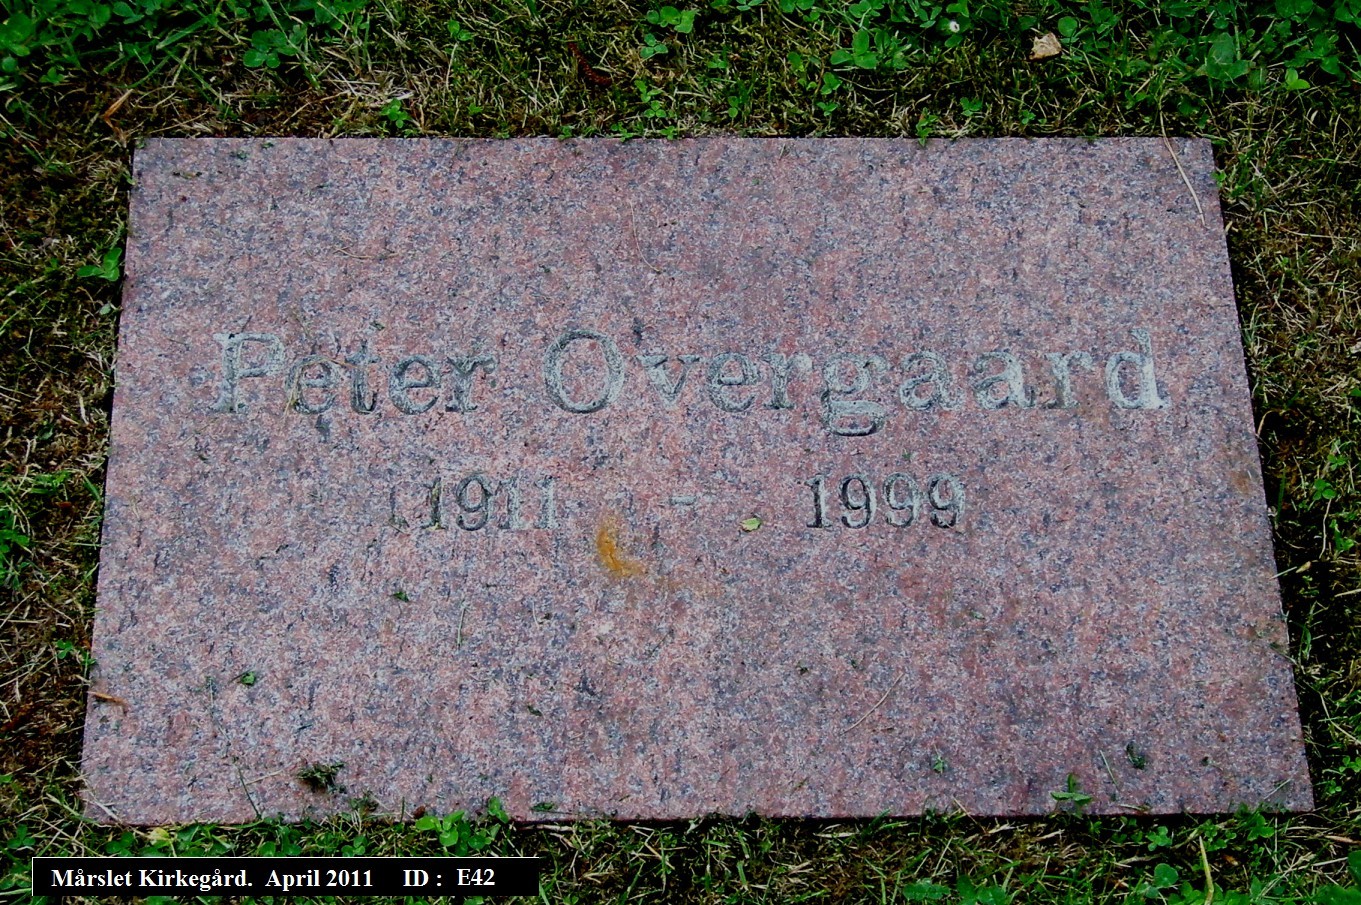 Peter Overgaard
1911 - 1999
Mårslet Kirkegård. April 2011 ID : E42